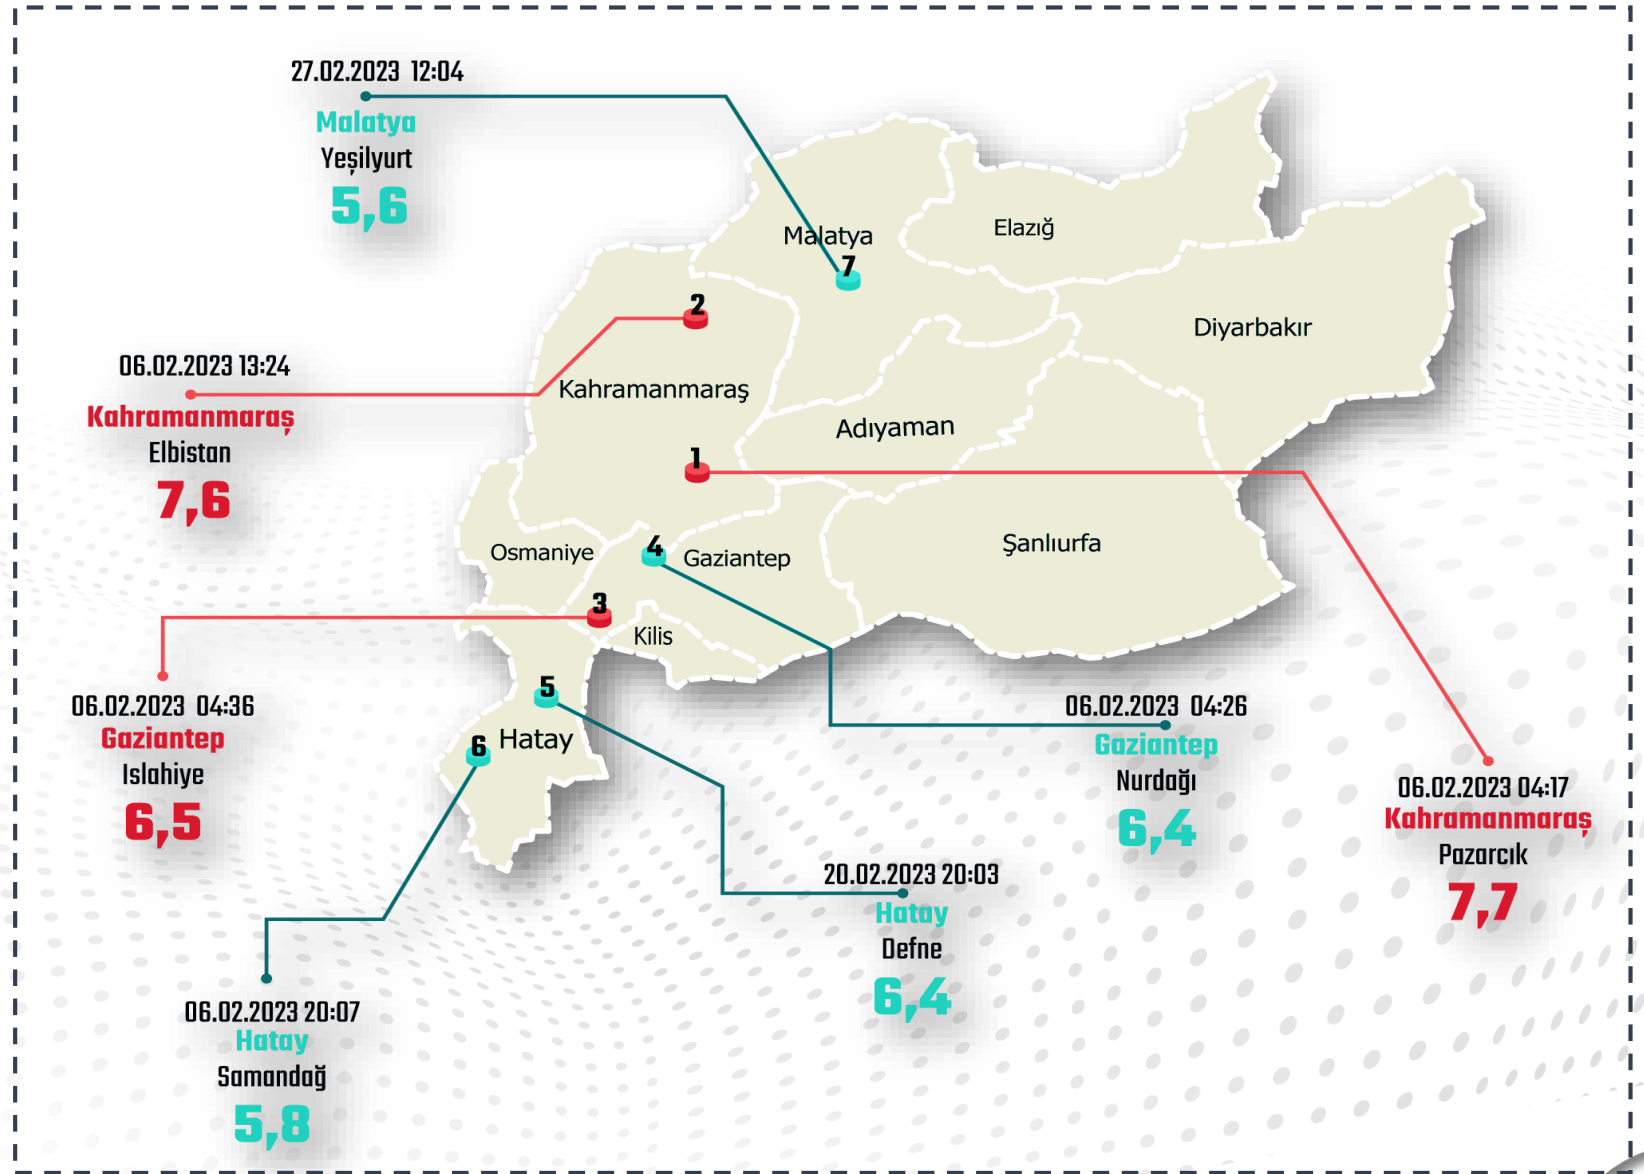 27.02.2023 12:04
Malatya
Yeşilyurt
5,6
Malatya
7
Elazığ
Diyarbakır
2
06.02.2023 13:24
Kahramanmaraş
Elbistan
7,6
Kahramanmaraş
Adıyaman
1
Osmaniye
4
Gaziantep
Şanlıurfa
3
Kilis
06.02.2023 04:36
Gaziantep
Islahiye
6,5
5
6
Hatay
06.02.2023 04:26
Gaziantep
Nurdağı
6,4
06.02.2023 04:17
Kahramanmaraş
Pazarcık
7,7
20.02.2023 20:03
Hatay
Defne
6,4
06.02.2023 20:07
Hatay
Samandağ
5,8